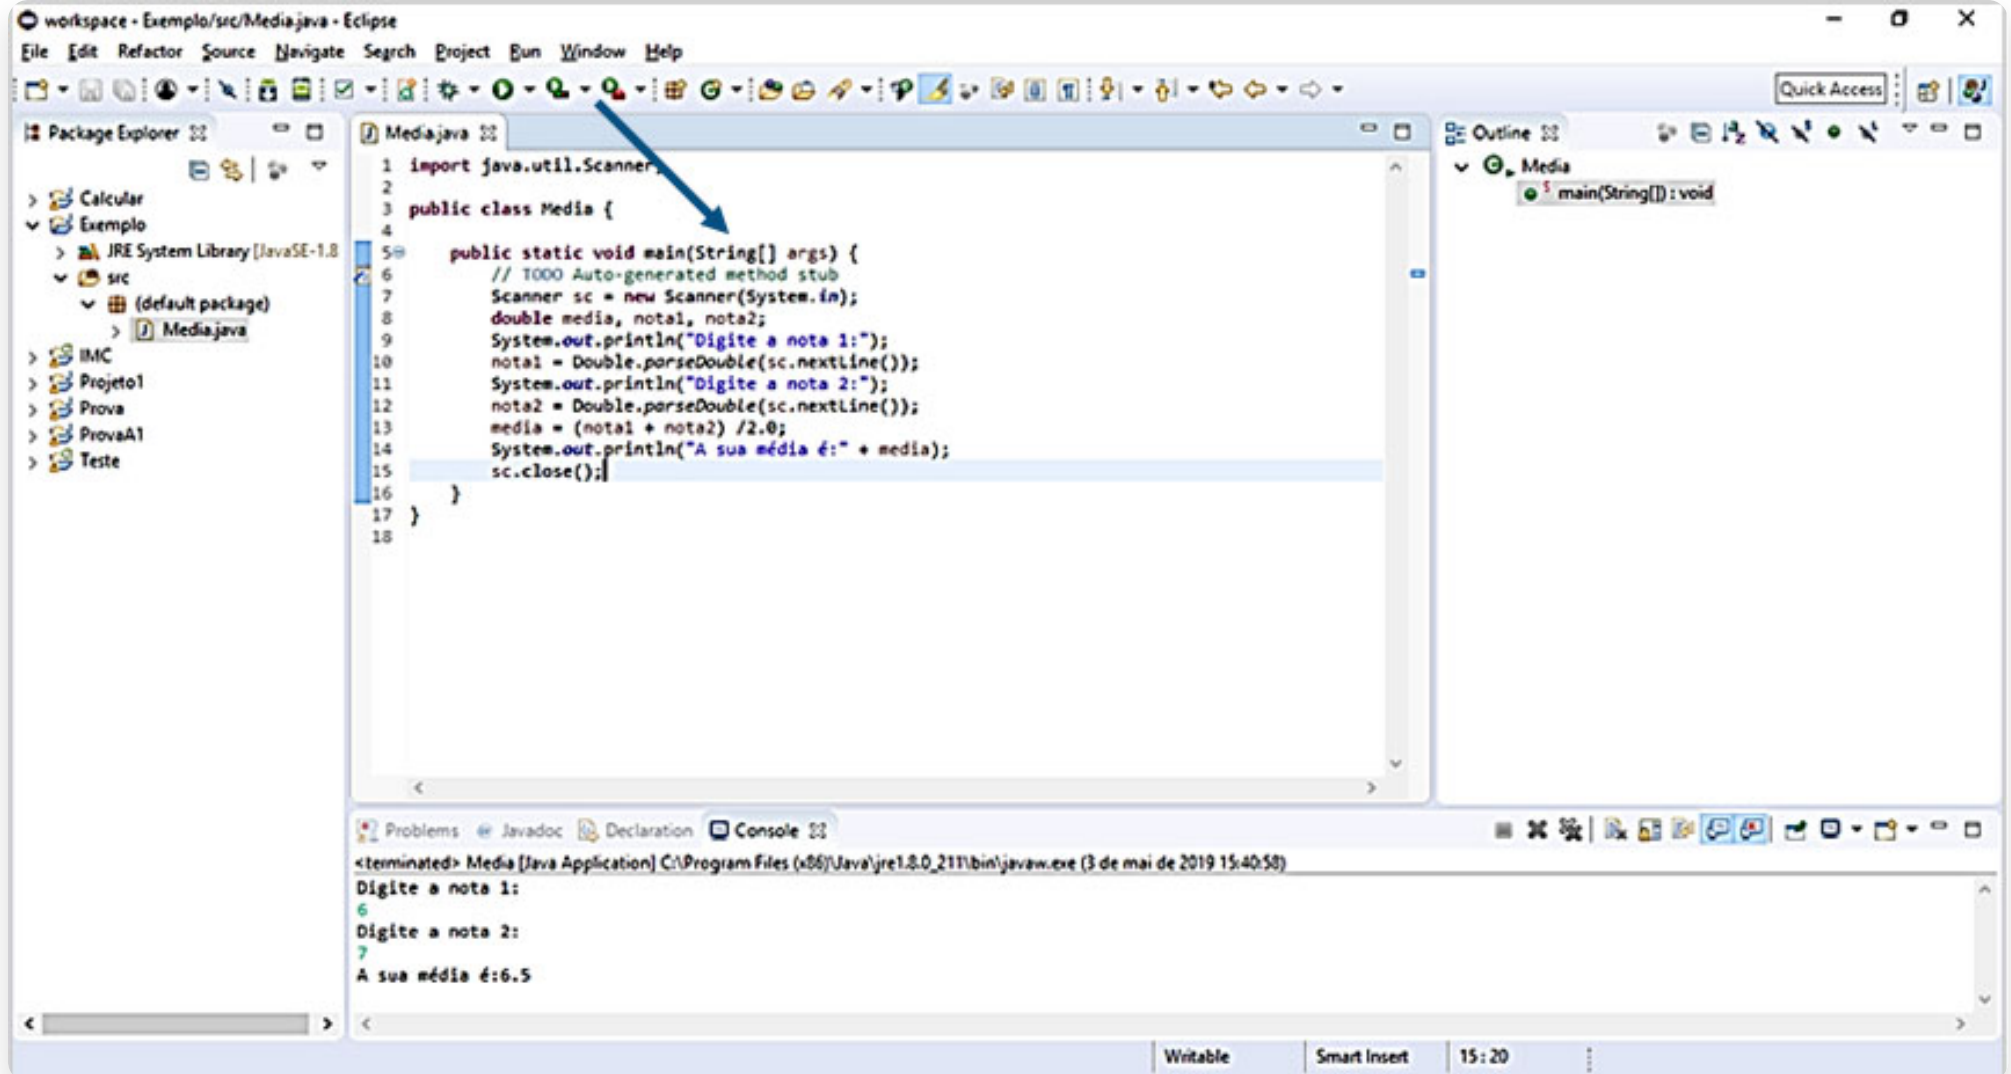 workspace - Exemplo/src/Media.java - Eclipse
File Edit Refactor Source Navigate Search Project Run Window Help
Quick Access
Package Explorer
Calcular
Exemplo
JRE System Library [JavaSE-1.8
src
(default package)
Media.java
IMC
Projeto1
Prova
ProvaA1
Teste
Media.java
1 import java.util.Scanner;
2
3 public class Media {
4
5 public static void main(String[] args) {
6 // TODO Auto-generated method stub
7 Scanner sc = new Scanner(System.in);
8 double media, nota1, nota2;
9 System.out.println("Digite a nota 1:");
10 nota1 = Double.parseDouble(sc.nextLine());
11 System.out.println("Digite a nota 2:");
12 nota2 = Double.parseDouble(sc.nextLine());
13 media = (nota1 + nota2) /2.0;
14 System.out.println("A sua média é:" + media);
15 sc.close();
16 }
17 }
18
Outline
Media
main(String[]) : void
Problems Javadoc Declaration Console
<terminated> Media [Java Application] C:\Program Files (x86)\Java\jre1.8.0_211\bin\javaw.exe (3 de mai de 2019 15:40:58)
Digite a nota 1:
6
Digite a nota 2:
7
A sua média é:6.5
Writable Smart Insert 15 : 20